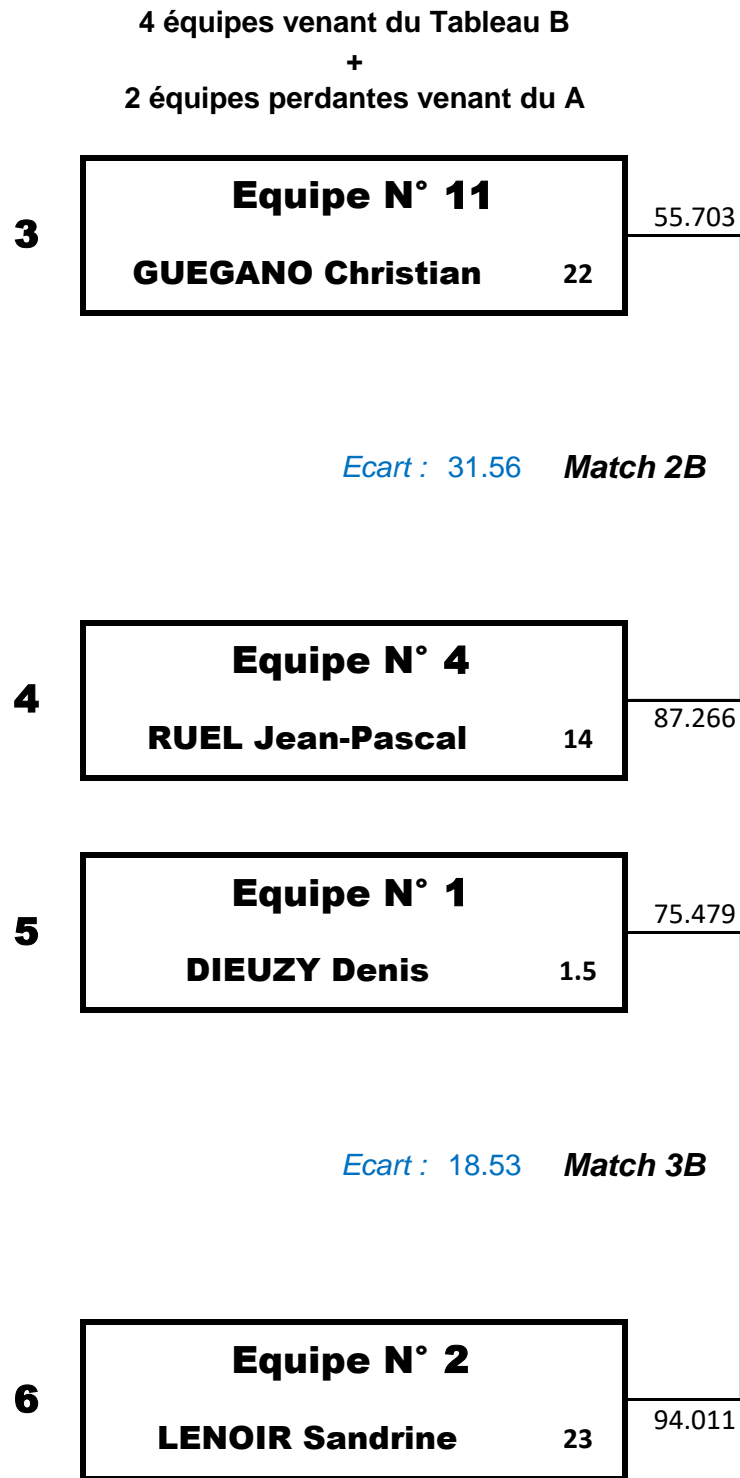 4 équipes venant du Tableau B
+
2 équipes perdantes venant du A
Equipe N° 11
3
55.703
GUEGANO Christian 22
Ecart : 31.56 Match 2B
Equipe N° 4
4
87.266
RUEL Jean-Pascal 14
Equipe N° 1
5
75.479
DIEUZY Denis 1.5
Ecart : 18.53 Match 3B
Equipe N° 2
6
94.011
LENOIR Sandrine 23